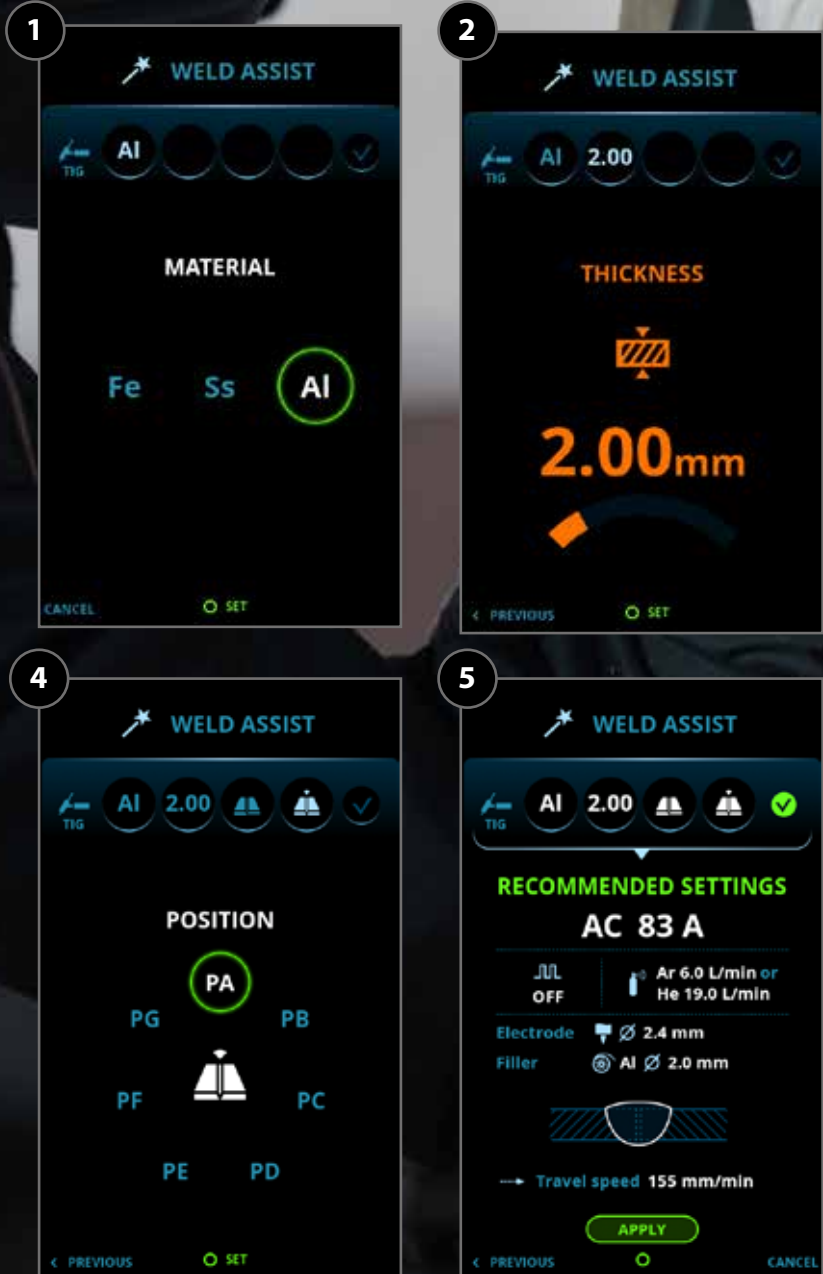 1
WELD ASSIST
TIG
Al
MATERIAL
Fe Ss Al
CANCEL SET
2
WELD ASSIST
TIG
Al 2.00
THICKNESS
2.00mm
< PREVIOUS SET
4
WELD ASSIST
TIG
Al 2.00
POSITION
PA
PG PB
PF PC
PE PD
< PREVIOUS SET
5
WELD ASSIST
TIG
Al 2.00
RECOMMENDED SETTINGS
AC 83 A
OFF
Ar 6.0 L/min or
He 19.0 L/min
Electrode Ø 2.4 mm
Filler Al Ø 2.0 mm
Travel speed 155 mm/min
APPLY
< PREVIOUS CANCEL